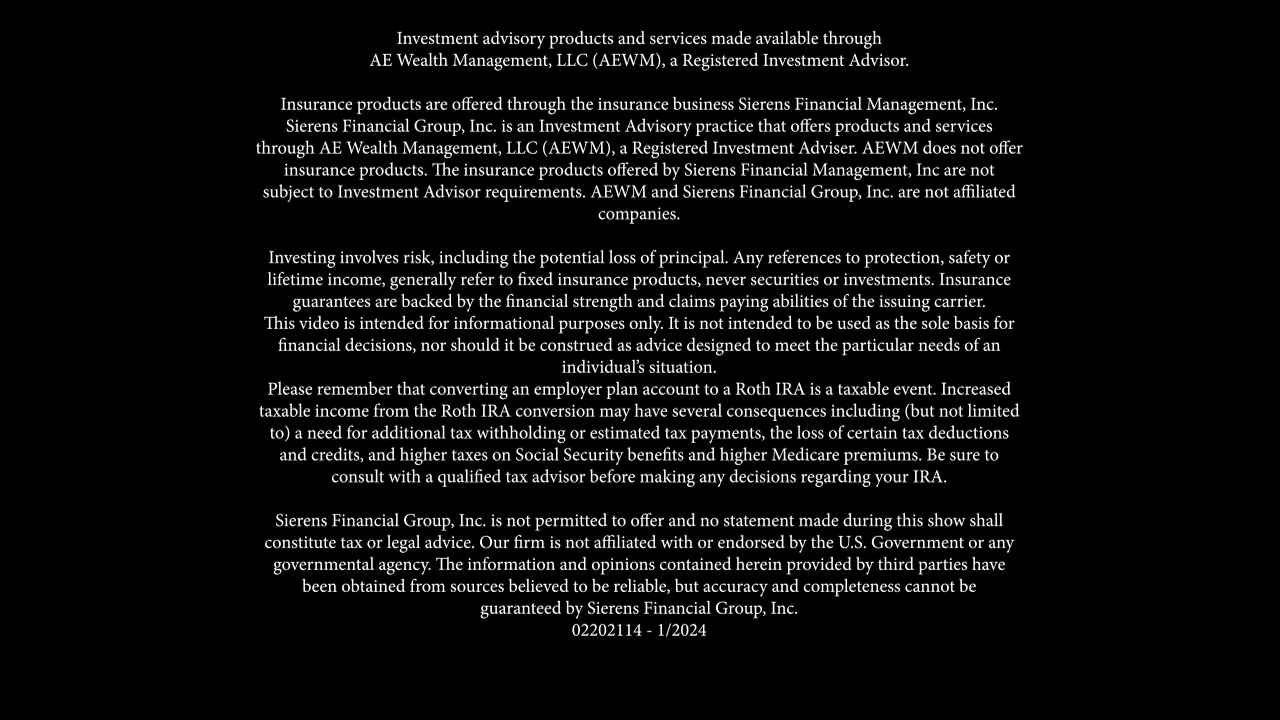 Investment advisory products and services made available through
AE Wealth Management, LLC (AEWM), a Registered Investment Advisor.
Insurance products are offered through the insurance business Sierens Financial Management, Inc.
Sierens Financial Group, Inc. is an Investment Advisory practice that offers products and services
through AE Wealth Management, LLC (AEWM), a Registered Investment Adviser. AEWM does not offer
insurance products. The insurance products offered by Sierens Financial Management, Inc are not
subject to Investment Advisor requirements. AEWM and Sierens Financial Group, Inc. are not affiliated
companies.
Investing involves risk, including the potential loss of principal. Any references to protection, safety or
lifetime income, generally refer to fixed insurance products, never securities or investments. Insurance
guarantees are backed by the financial strength and claims paying abilities of the issuing carrier.
This video is intended for informational purposes only. It is not intended to be used as the sole basis for
financial decisions, nor should it be construed as advice designed to meet the particular needs of an
individual's situation.
Please remember that converting an employer plan account to a Roth IRA is a taxable event. Increased
taxable income from the Roth IRA conversion may have several consequences including (but not limited
to) a need for additional tax withholding or estimated tax payments, the loss of certain tax deductions
and credits, and higher taxes on Social Security benefits and higher Medicare premiums. Be sure to
consult with a qualified tax advisor before making any decisions regarding your IRA.
Sierens Financial Group, Inc. is not permitted to offer and no statement made during this show shall
constitute tax or legal advice. Our firm is not affiliated with or endorsed by the U.S. Government or any
governmental agency. The information and opinions contained herein provided by third parties have
been obtained from sources believed to be reliable, but accuracy and completeness cannot be
guaranteed by Sierens Financial Group, Inc.
02202114 - 1/2024